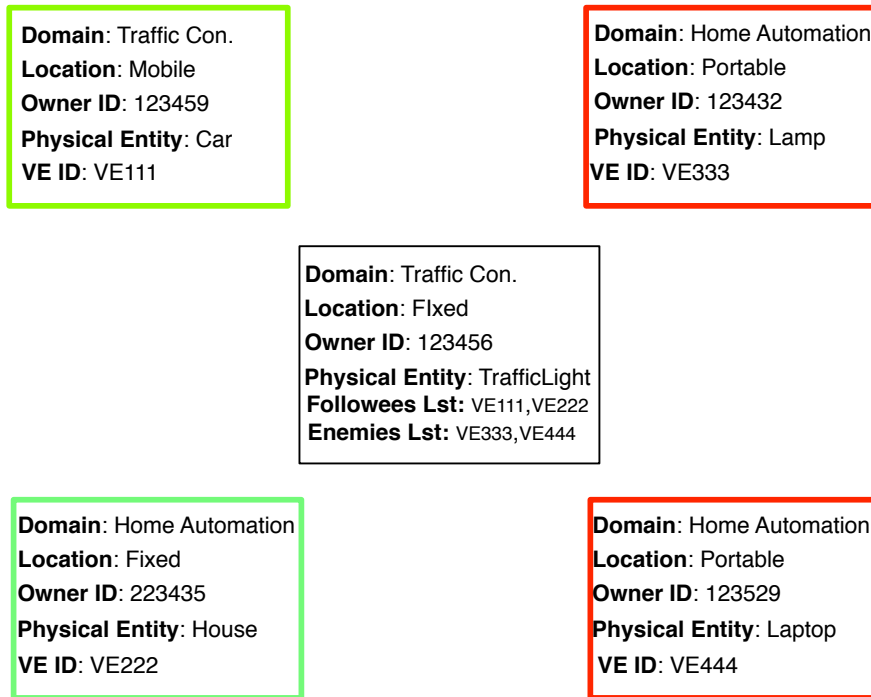 Domain: Traffic Con.
Location: Mobile
Owner ID: 123459
Physical Entity: Car
VE ID: VE111
Domain: Home Automation
Location: Portable
Owner ID: 123432
Physical Entity: Lamp
VE ID: VE333
Domain: Traffic Con.
Location: FIxed
Owner ID: 123456
Physical Entity: TrafficLight
Followees Lst: VE111,VE222
Enemies Lst: VE333,VE444
Domain: Home Automation
Location: Fixed
Owner ID: 223435
Physical Entity: House
VE ID: VE222
Domain: Home Automation
Location: Portable
Owner ID: 123529
Physical Entity: Laptop
VE ID: VE444